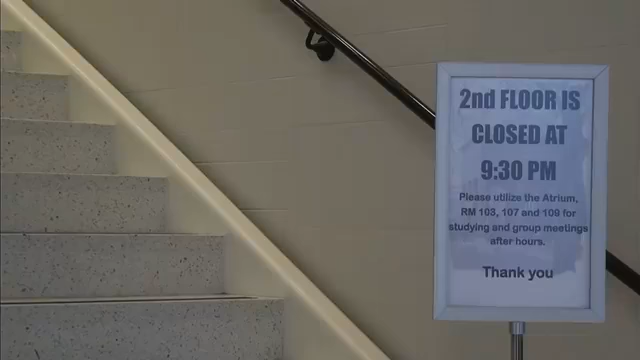 2nd FLOOR IS
CLOSED AT
9:30 PM
Please utilize the Atrium,
RM 103, 107 and 109 for
studying and group meetings
after hours.
Thank you